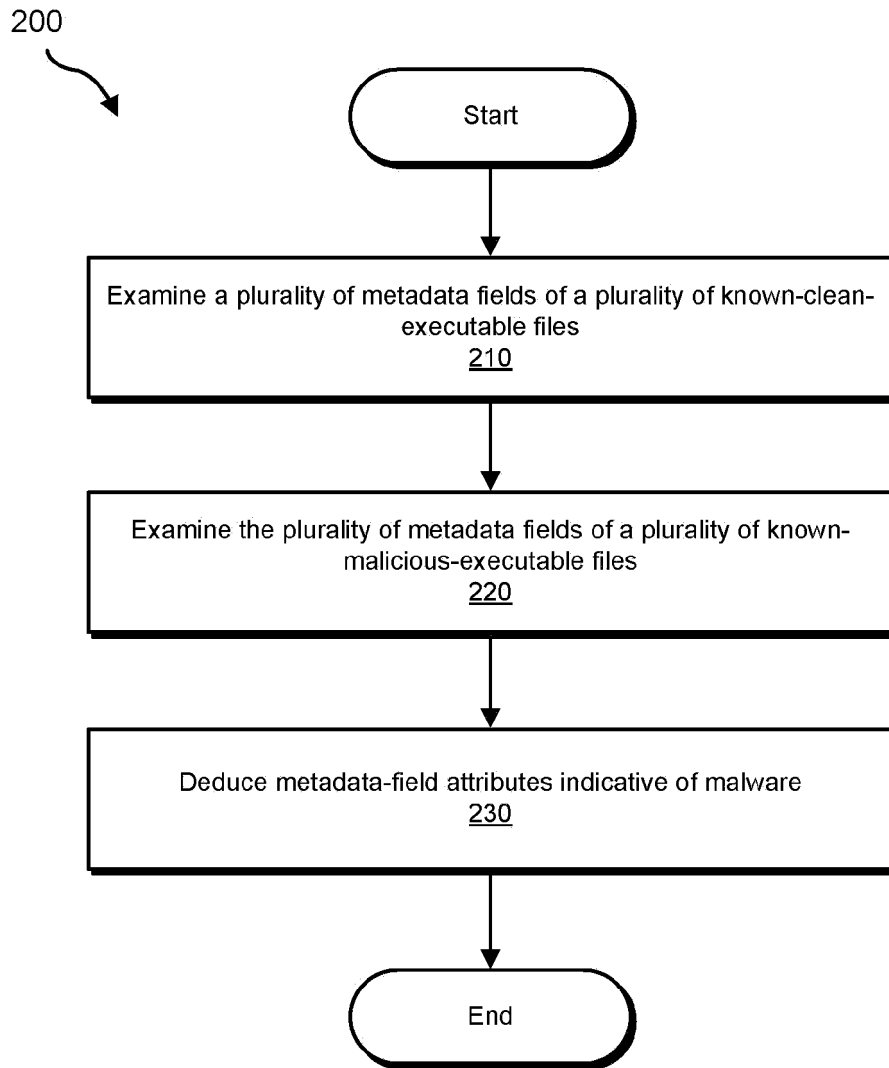 200
Start
Examine a plurality of metadata fields of a plurality of known-clean-
executable files
210
Examine the plurality of metadata fields of a plurality of known-
malicious-executable files
220
Deduce metadata-field attributes indicative of malware
230
End